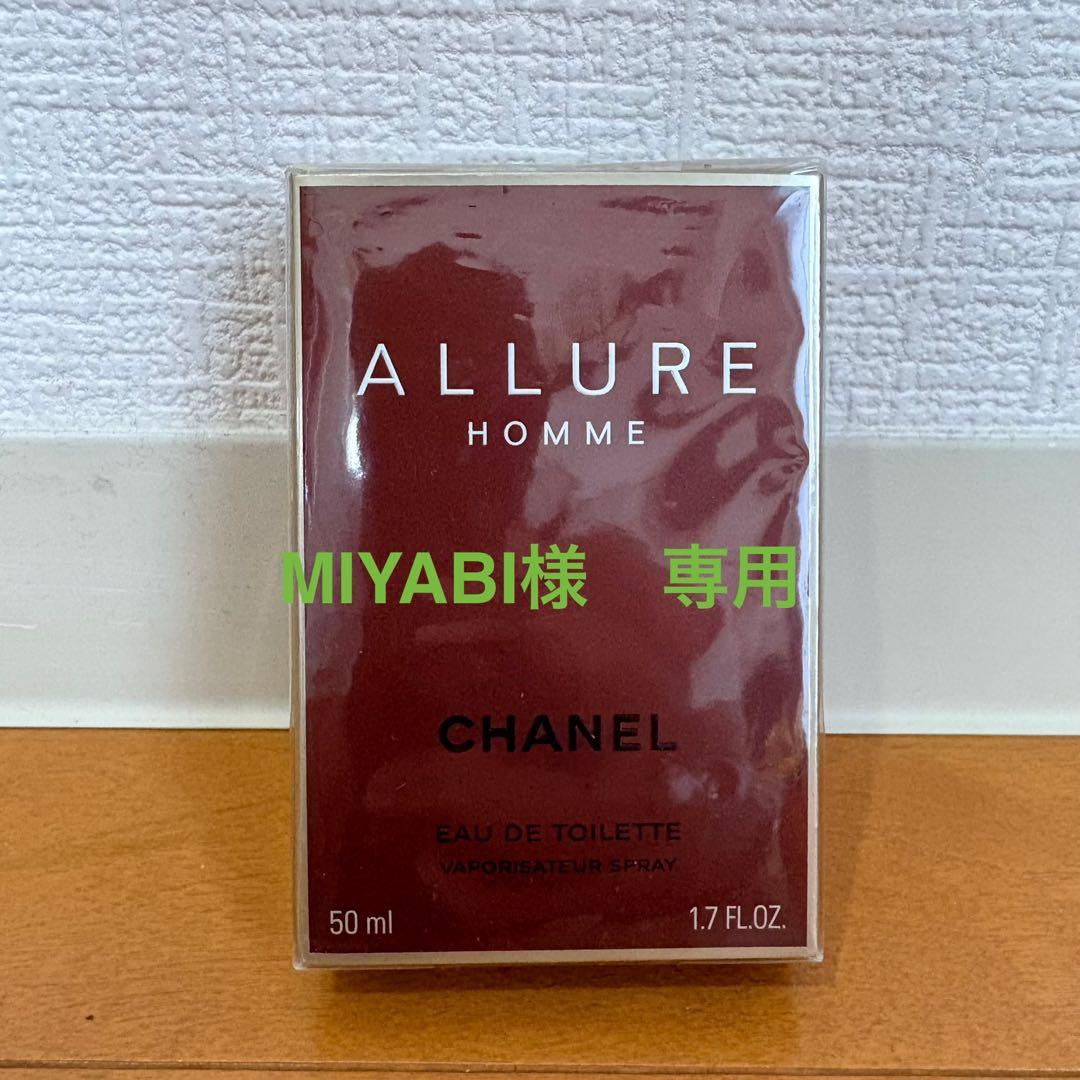 ALLURE
HOMME
MIYABI様　専用
CHANEL
EAU DE TOILETTE
VAPORISATEUR SPRAY
50 ml
1.7 FL.OZ.